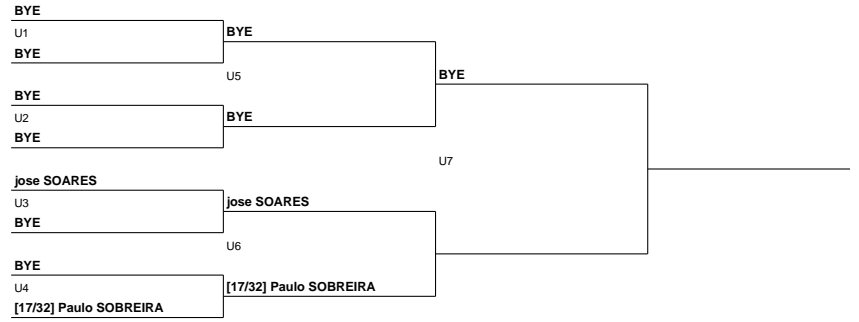 BYE
U1
BYE
BYE
U5
BYE
BYE
U2
BYE
BYE
U7
jose SOARES
U3
BYE
jose SOARES
U6
BYE
U4
[17/32] Paulo SOBREIRA
[17/32] Paulo SOBREIRA